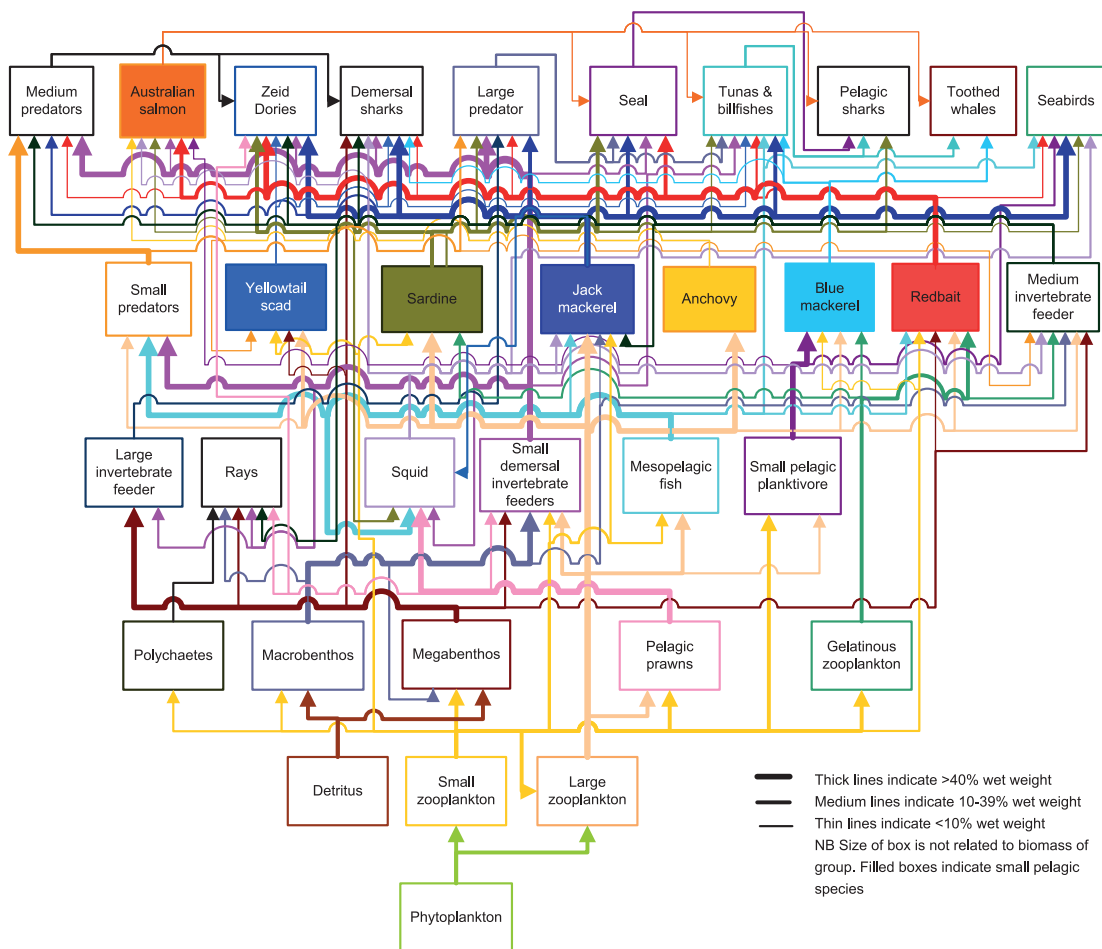 Medium
predators
Australian
salmon
Zeid
Dories
Demersal
sharks
Large
predator
Seal
Tunas &
billfishes
Pelagic
sharks
Toothed
whales
Seabirds
Small
predators
Yellowtail
scad
Sardine
Jack
mackerel
Anchovy
Blue
mackerel
Redbait
Medium
invertebrate
feeder
Large
invertebrate
feeder
Rays
Squid
Small
demersal
invertebrate
feeders
Mesopelagic
fish
Small pelagic
planktivore
Polychaetes
Macrobenthos
Megabenthos
Pelagic
prawns
Gelatinous
zooplankton
Detritus
Small
zooplankton
Large
zooplankton
Phytoplankton
Thick lines indicate >40% wet weight
Medium lines indicate 10-39% wet weight
Thin lines indicate <10% wet weight
NB Size of box is not related to biomass of
group. Filled boxes indicate small pelagic
species